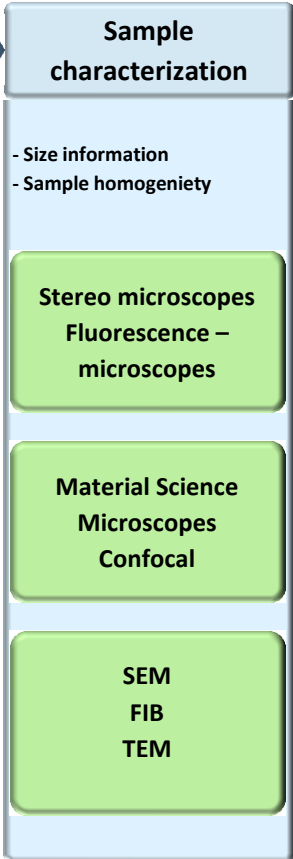 Sample
characterization
- Size information
- Sample homogeniety
Stereo microscopes
Fluorescence –
microscopes
Material Science
Microscopes
Confocal
SEM
FIB
TEM